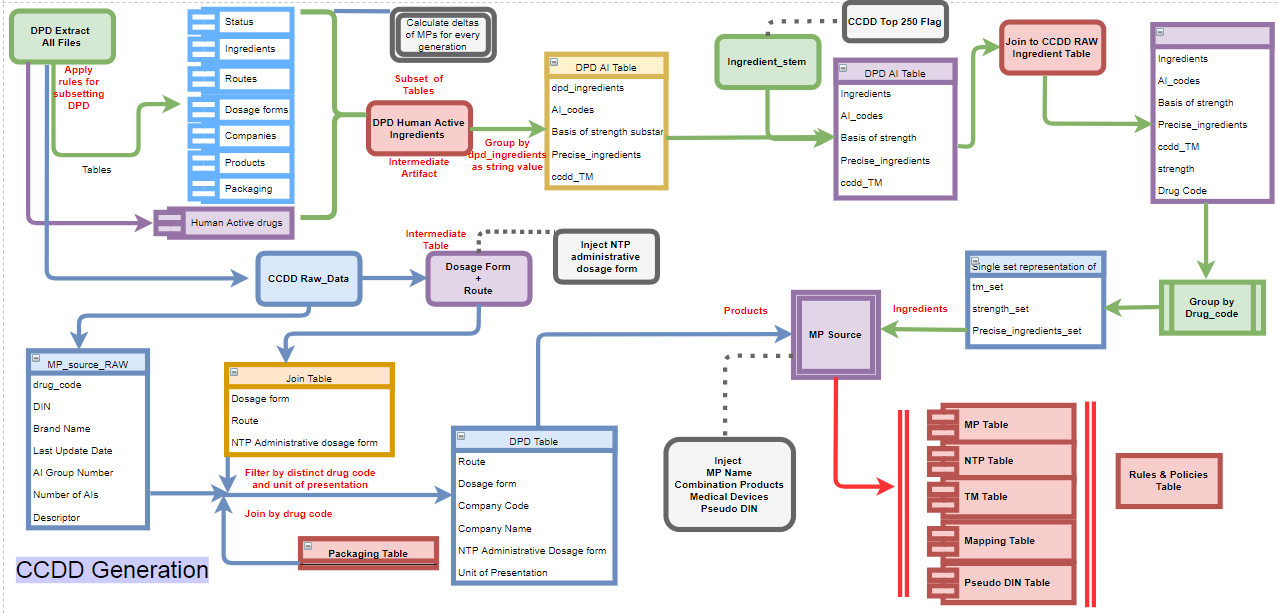 DPD Extract
All Files
Apply
rules for
subsetting
DPD
Tables
Status
Ingredients
Routes
Dosage forms
Companies
Products
Packaging
Human Active drugs
Calculate deltas
of MPs for every
generation
Subset of
Tables
DPD Human Active
Ingredients
Intermediate
Artifact
Group by
dpd_ingredients
as string value
DPD AI Table
dpd_ingredients
AI_codes
Basis of strength substar
Precise_ingredients
ccdd_TM
Ingredient_stem
CCDD Top 250 Flag
DPD AI Table
Ingredients
AI_codes
Basis of strength
Precise_ingredients
ccdd_TM
Join to CCDD RAW
Ingredient Table
Ingredients
AI_codes
Basis of strength
Precise_ingredients
ccdd_TM
strength
Drug Code
CCDD Raw_Data
Intermediate
Table
Dosage Form
+
Route
Inject NTP
administrative
dosage form
Products
MP Source
Ingredients
Single set representation of
tm_set
strength_set
Precise_ingredients_set
Group by
Drug_code
MP_source_RAW
drug_code
DIN
Brand Name
Last Update Date
AI Group Number
Number of AIs
Descriptor
Join Table
Dosage form
Route
NTP Administrative dosage form
Filter by distinct drug code
and unit of presentation
Join by drug code
Packaging Table
DPD Table
Route
Dosage form
Company Code
Company Name
NTP Administrative Dosage form
Unit of Presentation
Inject
MP Name
Combination Products
Medical Devices
Pseudo DIN
MP Table
NTP Table
TM Table
Mapping Table
Pseudo DIN Table
Rules & Policies
Table
CCDD Generation